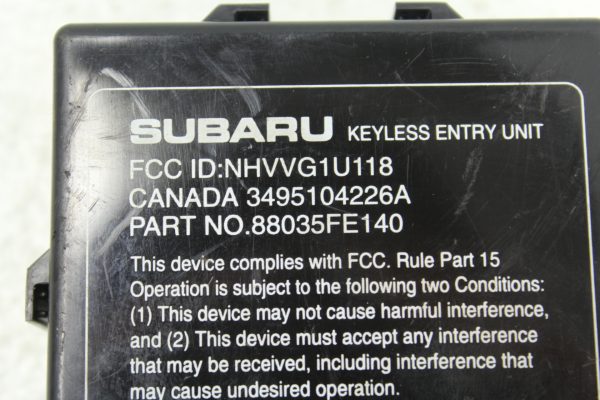 SUBARU KEYLESS ENTRY UNIT
FCC ID:NHVVG1U118
CANADA 3495104226A
PART NO.88035FE140
This device complies with FCC. Rule Part 15
Operation is subject to the following two Conditions:
(1) This device may not cause harmful interference,
and (2) This device must accept any interference
that may be received, including interference that
may cause undesired operation.